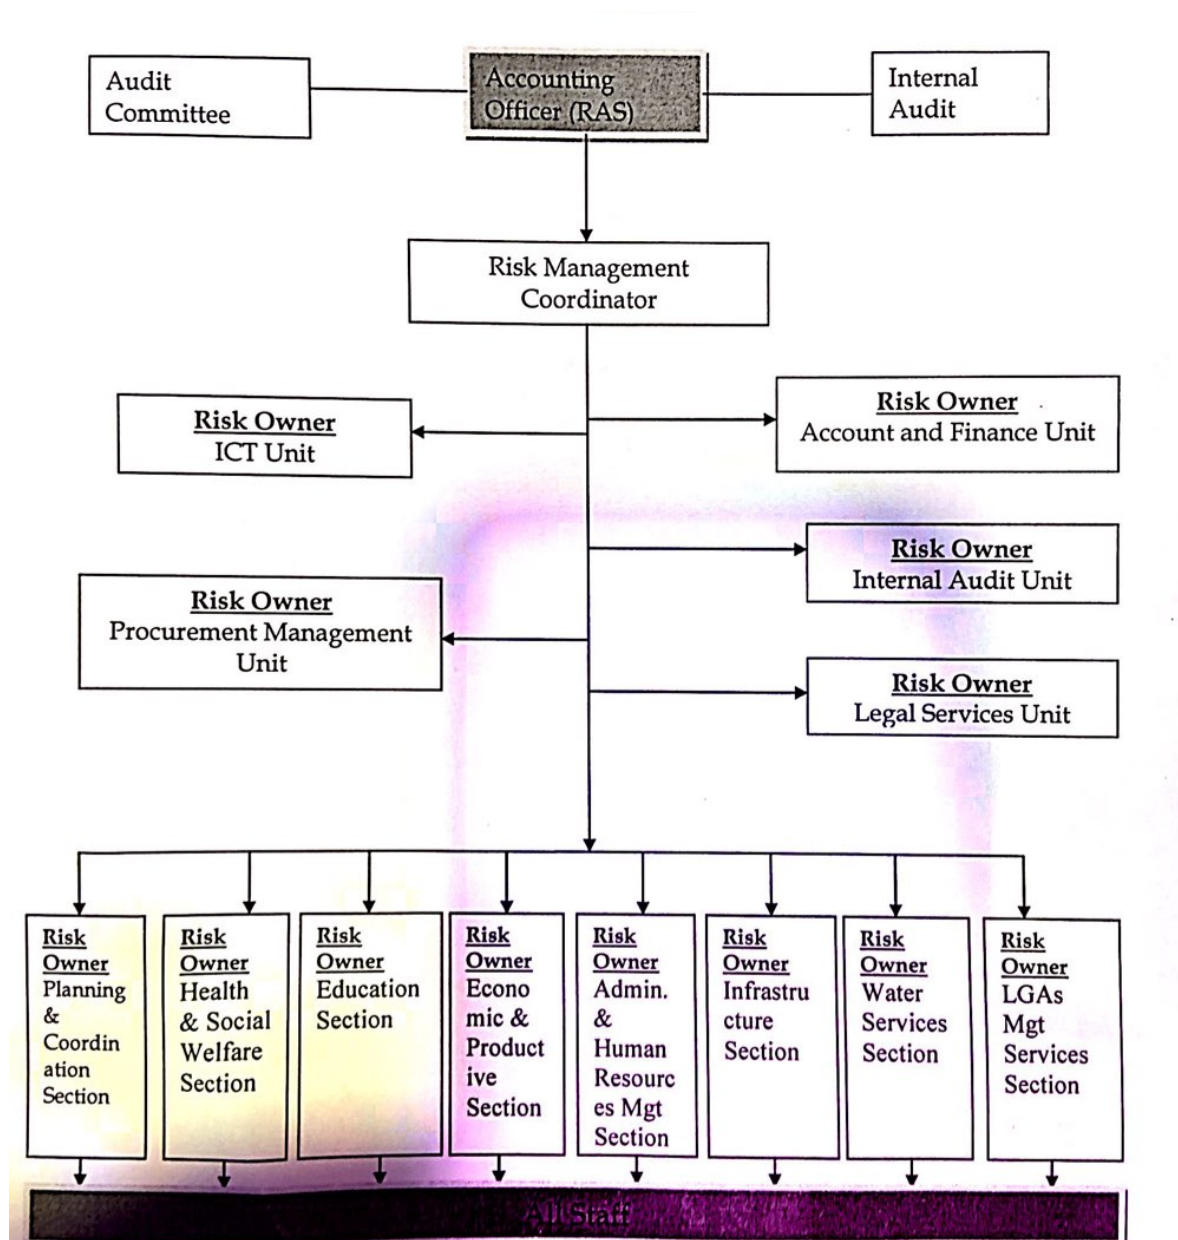 Audit
Committee
Accounting
Officer (RAS)
Internal
Audit
Risk Management
Coordinator
Risk Owner
ICT Unit
Risk Owner
Account and Finance Unit
Risk Owner
Internal Audit Unit
Risk Owner
Procurement Management
Unit
Risk Owner
Legal Services Unit
Risk
Owner
Planning
&
Coordin
ation
Section
Risk
Owner
Health
& Social
Welfare
Section
Risk
Owner
Education
Section
Risk
Owner
Econo
mic &
Product
ive
Section
Risk
Owner
Admin.
&
Human
Resourc
es Mgt
Section
Risk
Owner
Infrastru
cture
Section
Risk
Owner
Water
Services
Section
Risk
Owner
LGAs
Mgt
Services
Section
All Staff